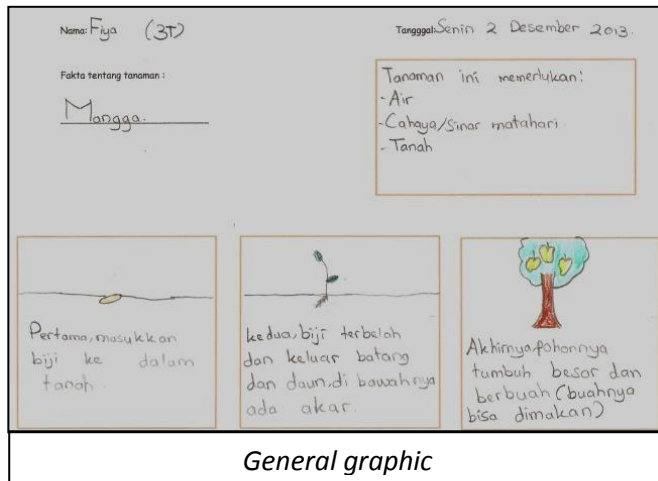 Nama: Fiya (3T)
Tangggal: Senin 2 Desember 2013.
Fakta tentang tanaman :
Mangga.
Tanaman ini memerlukan:
- Air
- Cahaya/Sinar matahari
- Tanah
Pertama, masukkan
biji ke dalam
tanah.
kedua, biji terbelah
dan keluar batang
dan daun, di bawahnya
ada akar.
Akhirnya, pohonnya
tumbuh besar dan
berbuah (buahnya
bisa dimakan)
General graphic